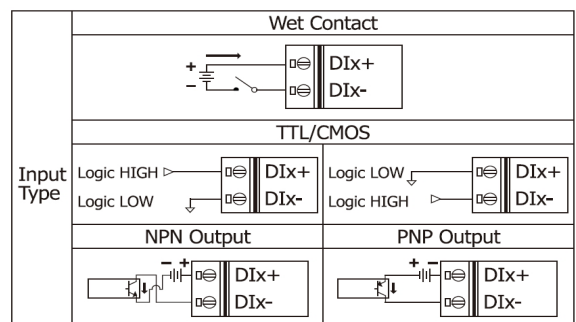 Wet Contact
+
−
DIx+
DIx-
TTL/CMOS
Input
Type
Logic HIGH
DIx+
Logic LOW
DIx-
Logic LOW
DIx+
Logic HIGH
DIx-
NPN Output
− +
DIx+
DIx-
PNP Output
+ −
DIx+
DIx-